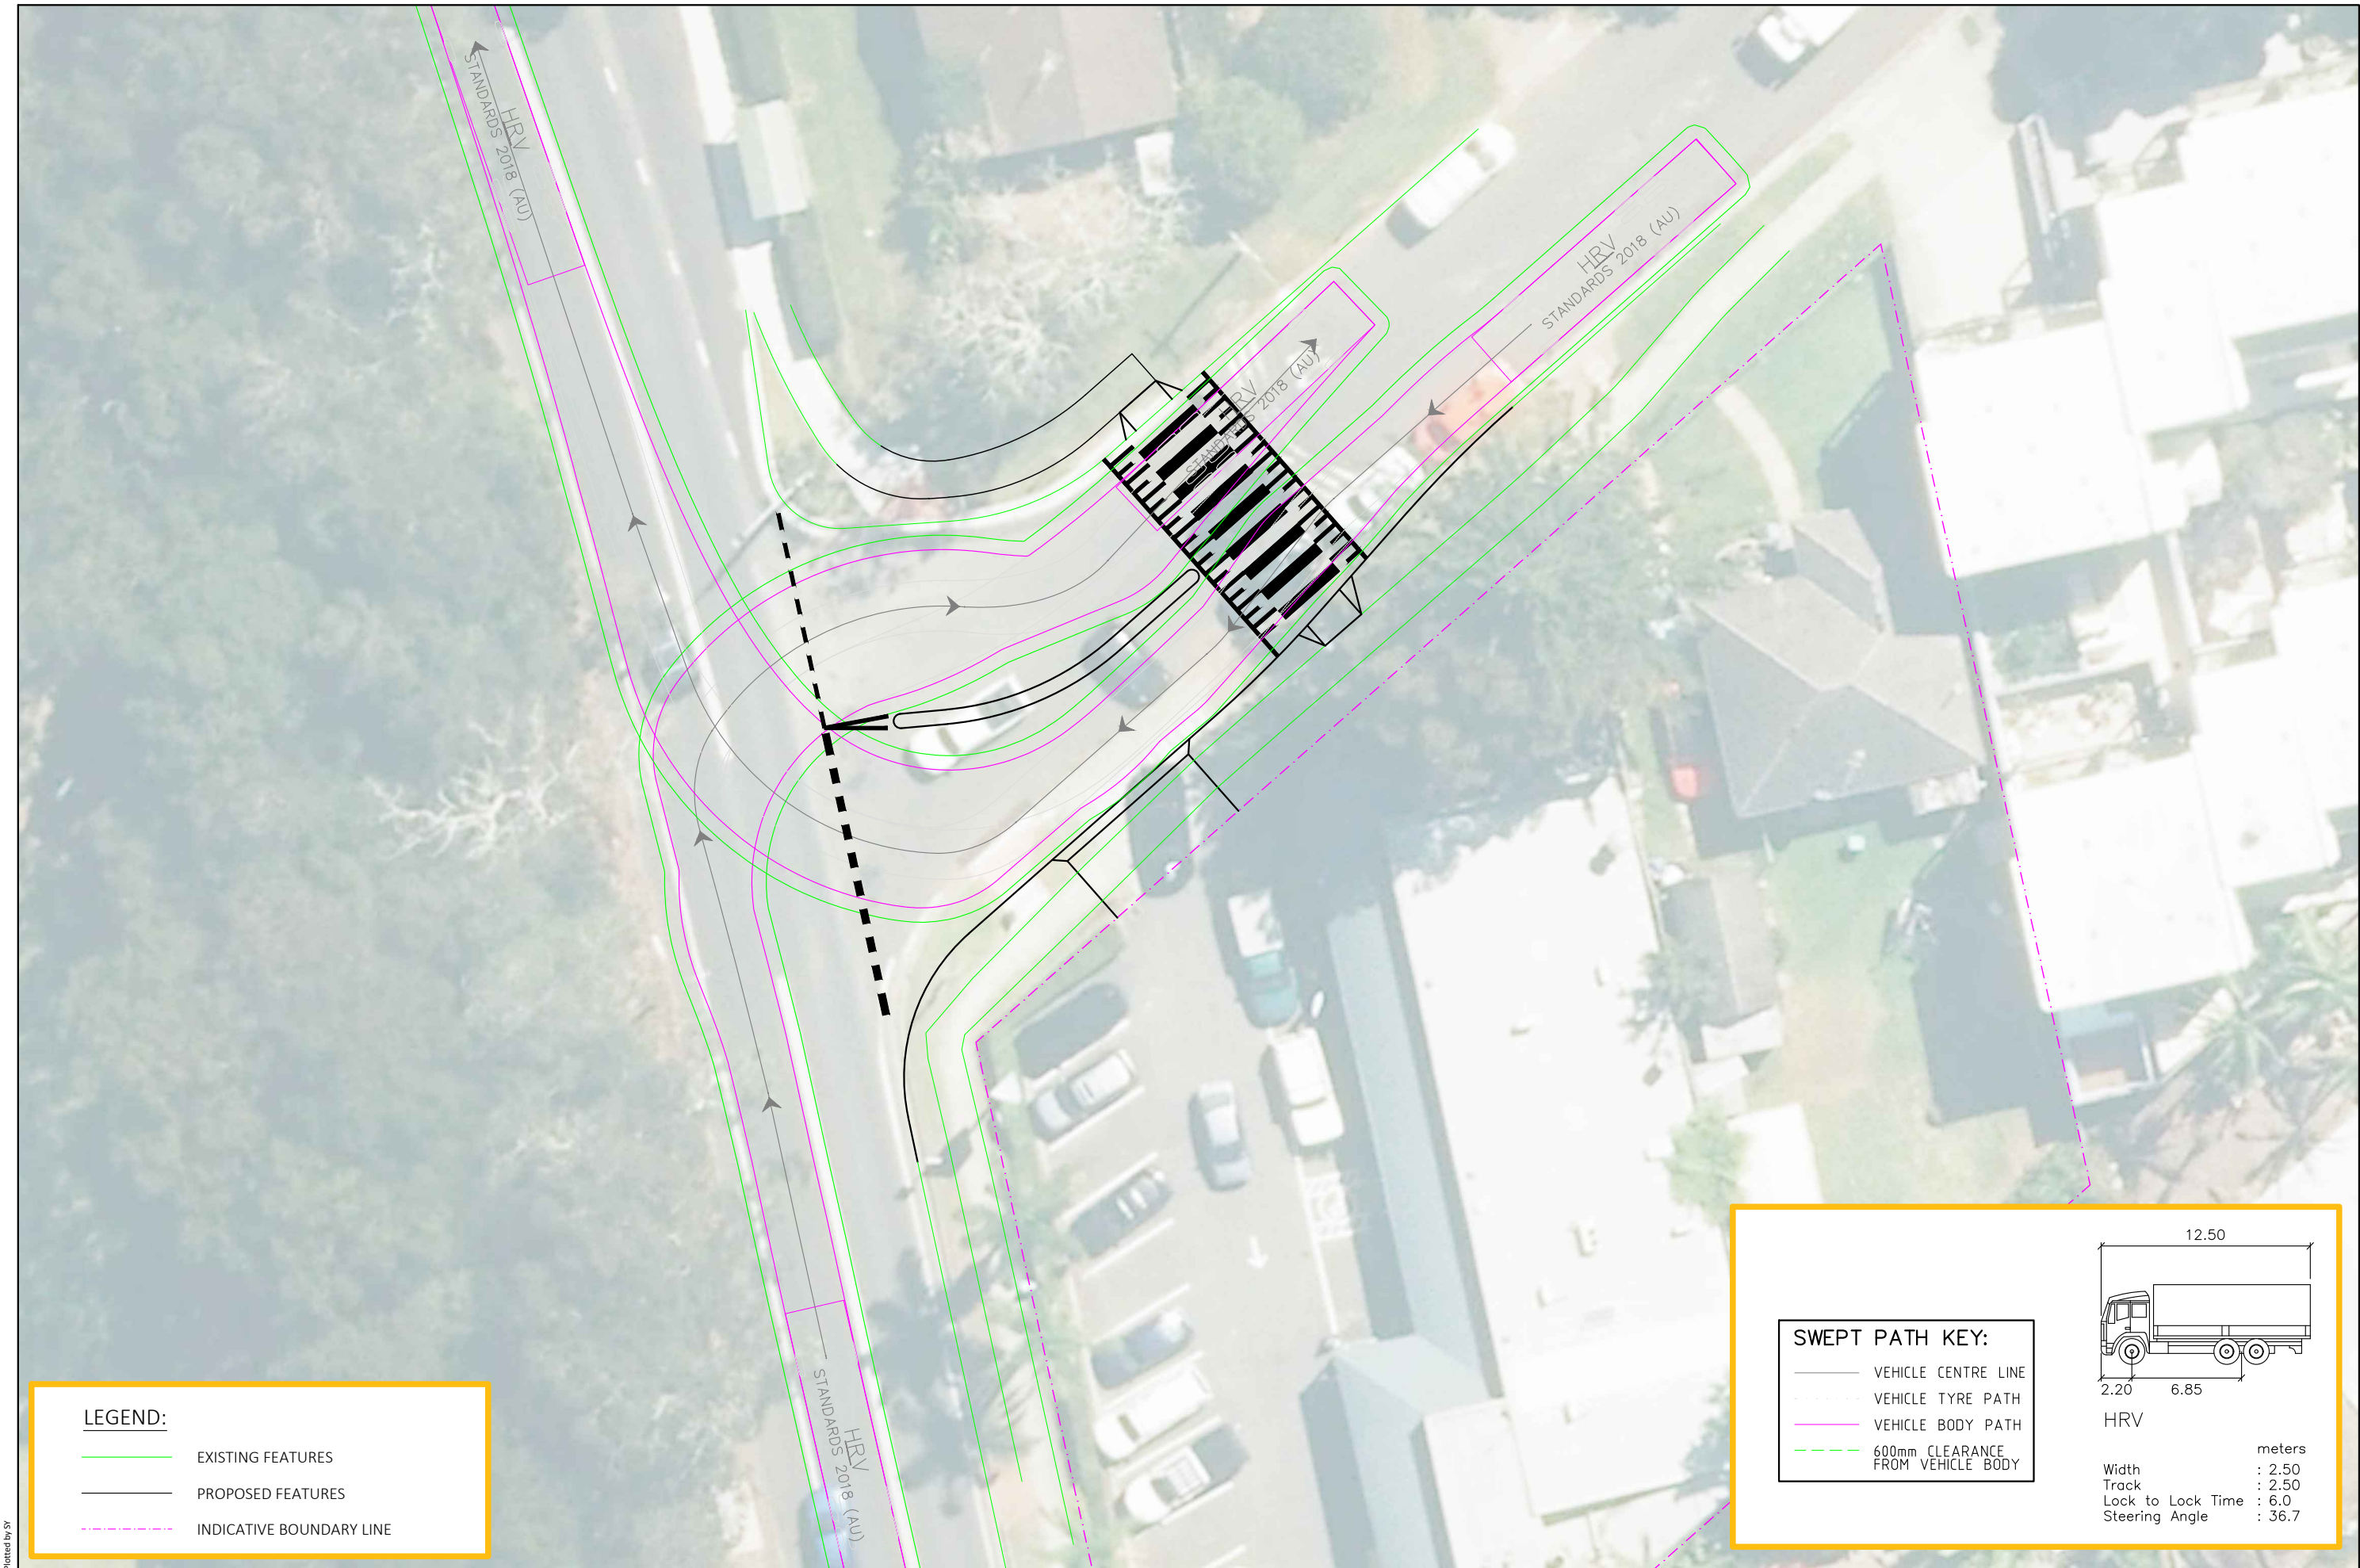 HRV
STANDARDS 2018 (AU)
HRV
STANDARDS 2018 (AU)
HRV
STANDARDS 2018 (AU)
HRV
STANDARDS 2018 (AU)
LEGEND:
EXISTING FEATURES
PROPOSED FEATURES
INDICATIVE BOUNDARY LINE
Plotted by SY
SWEPT PATH KEY:
VEHICLE CENTRE LINE
VEHICLE TYRE PATH
VEHICLE BODY PATH
600mm CLEARANCE
FROM VEHICLE BODY
12.50
2.20 6.85
HRV
meters
Width : 2.50
Track : 2.50
Lock to Lock Time : 6.0
Steering Angle : 36.7